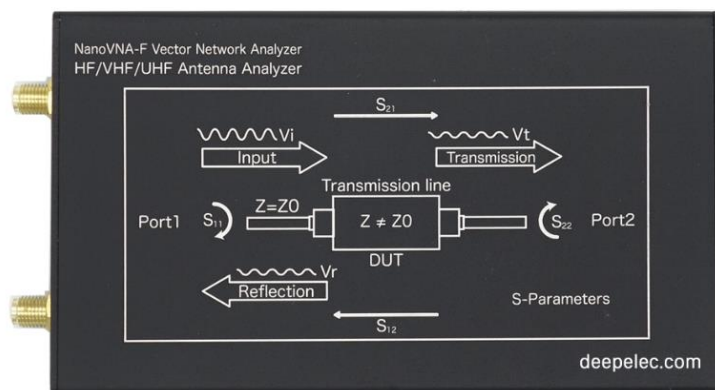 NanoVNA-F Vector Network Analyzer
HF/VHF/UHF Antenna Analyzer
S₂₁
Vi
Vt
Input
Transmission
Transmission line
Z=Z0
Port1
S₁₁
Z ≠ Z0
S₂₂
Port2
DUT
Vr
Reflection
S-Parameters
S₁₂
deepelec.com